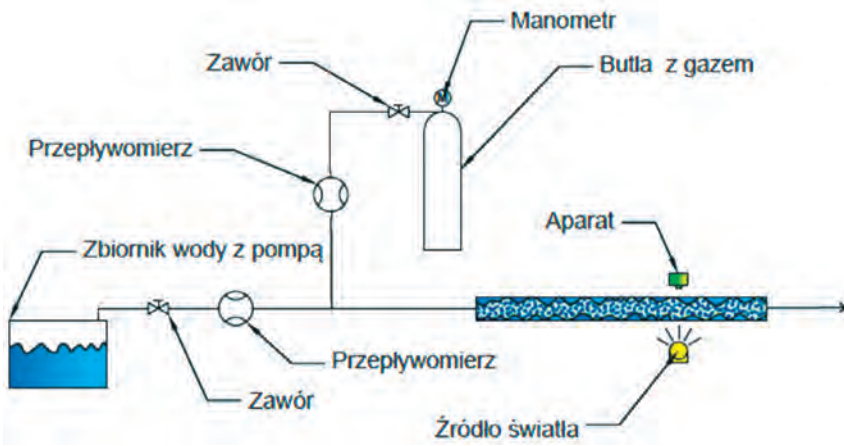 Manometr
Zawór
Butla z gazem
Przepływomierz
Aparat
Zbiornik wody z pompą
Przepływomierz
Zawór
Źródło światła